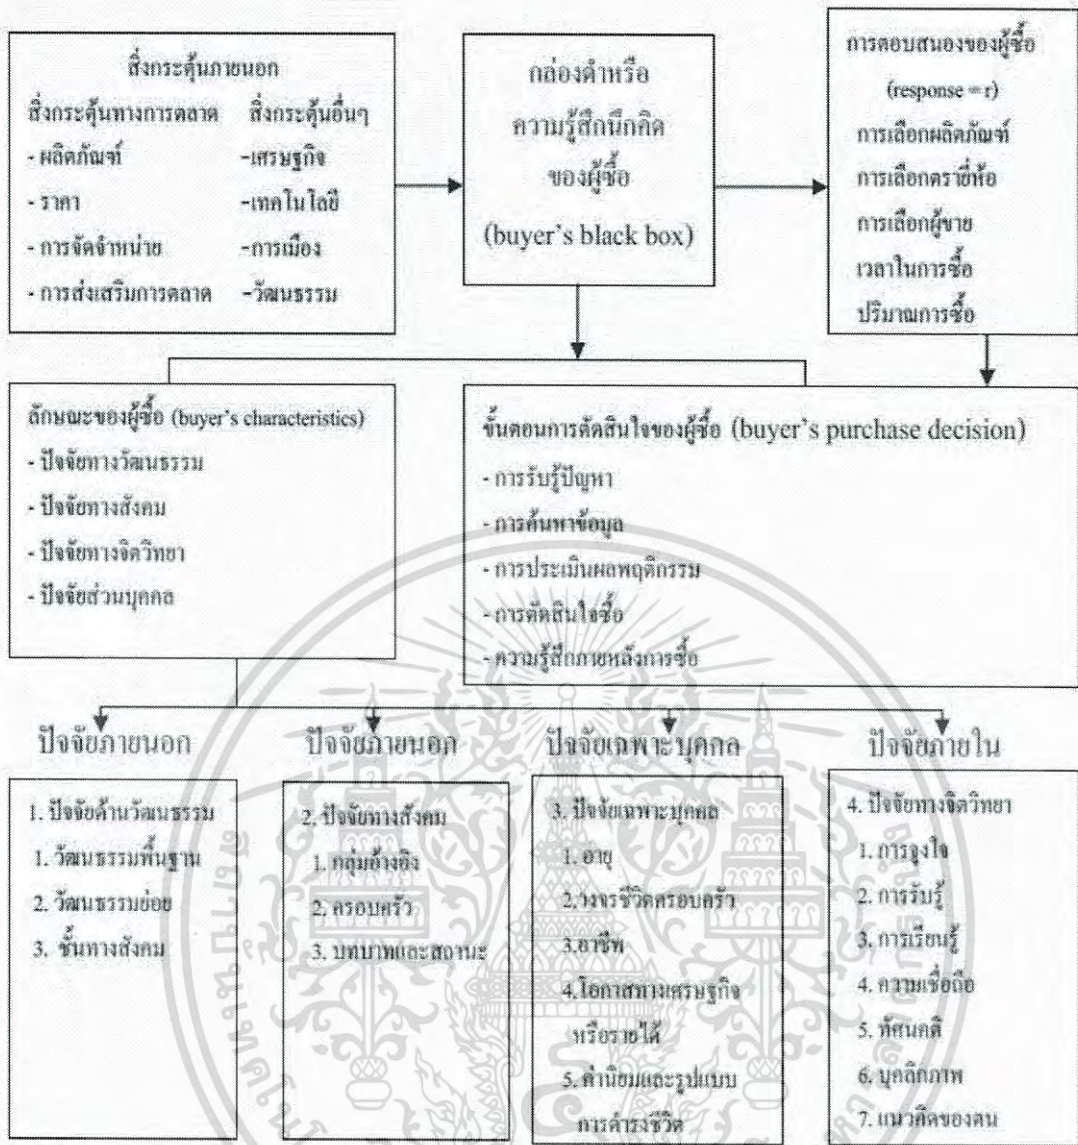 สิ่งกระตุ้นภายนอก
สิ่งกระตุ้นทางการตลาด สิ่งกระตุ้นอื่นๆ
- ผลิตภัณฑ์ -เศรษฐกิจ
- ราคา -เทคโนโลยี
- การจัดจำหน่าย -การเมือง
- การส่งเสริมการตลาด -วัฒนธรรม
กล่องดำหรือ
ความรู้สึกนึกคิด
ของผู้ซื้อ
(buyer's black box)
การตอบสนองของผู้ซื้อ
(response = r)
การเลือกผลิตภัณฑ์
การเลือกตรายี่ห้อ
การเลือกผู้ขาย
เวลาในการซื้อ
ปริมาณการซื้อ
ลักษณะของผู้ซื้อ (buyer's characteristics)
- ปัจจัยทางวัฒนธรรม
- ปัจจัยทางสังคม
- ปัจจัยทางจิตวิทยา
- ปัจจัยส่วนบุคคล
ขั้นตอนการตัดสินใจของผู้ซื้อ (buyer's purchase decision)
- การรับรู้ปัญหา
- การค้นหาข้อมูล
- การประเมินผลพฤติกรรม
- การตัดสินใจซื้อ
- ความรู้สึกภายหลังการซื้อ
ปัจจัยภายนอก
1. ปัจจัยด้านวัฒนธรรม
1. วัฒนธรรมพื้นฐาน
2. วัฒนธรรมย่อย
3. ชั้นทางสังคม
ปัจจัยภายนอก
2. ปัจจัยทางสังคม
1. กลุ่มอ้างอิง
2. ครอบครัว
3. บทบาทและสถานะ
ปัจจัยเฉพาะบุคคล
3. ปัจจัยเฉพาะบุคคล
1. อายุ
2.วงจรชีวิตครอบครัว
3.อาชีพ
4.โอกาสทางเศรษฐกิจ
หรือรายได้
5. ค่านิยมและรูปแบบ
การดำรงชีวิต
ปัจจัยภายใน
4. ปัจจัยทางจิตวิทยา
1. การจูงใจ
2. การรับรู้
3. การเรียนรู้
4. ความเชื่อถือ
5. ทัศนคติ
6. บุคลิกภาพ
7. แนวคิดของตน